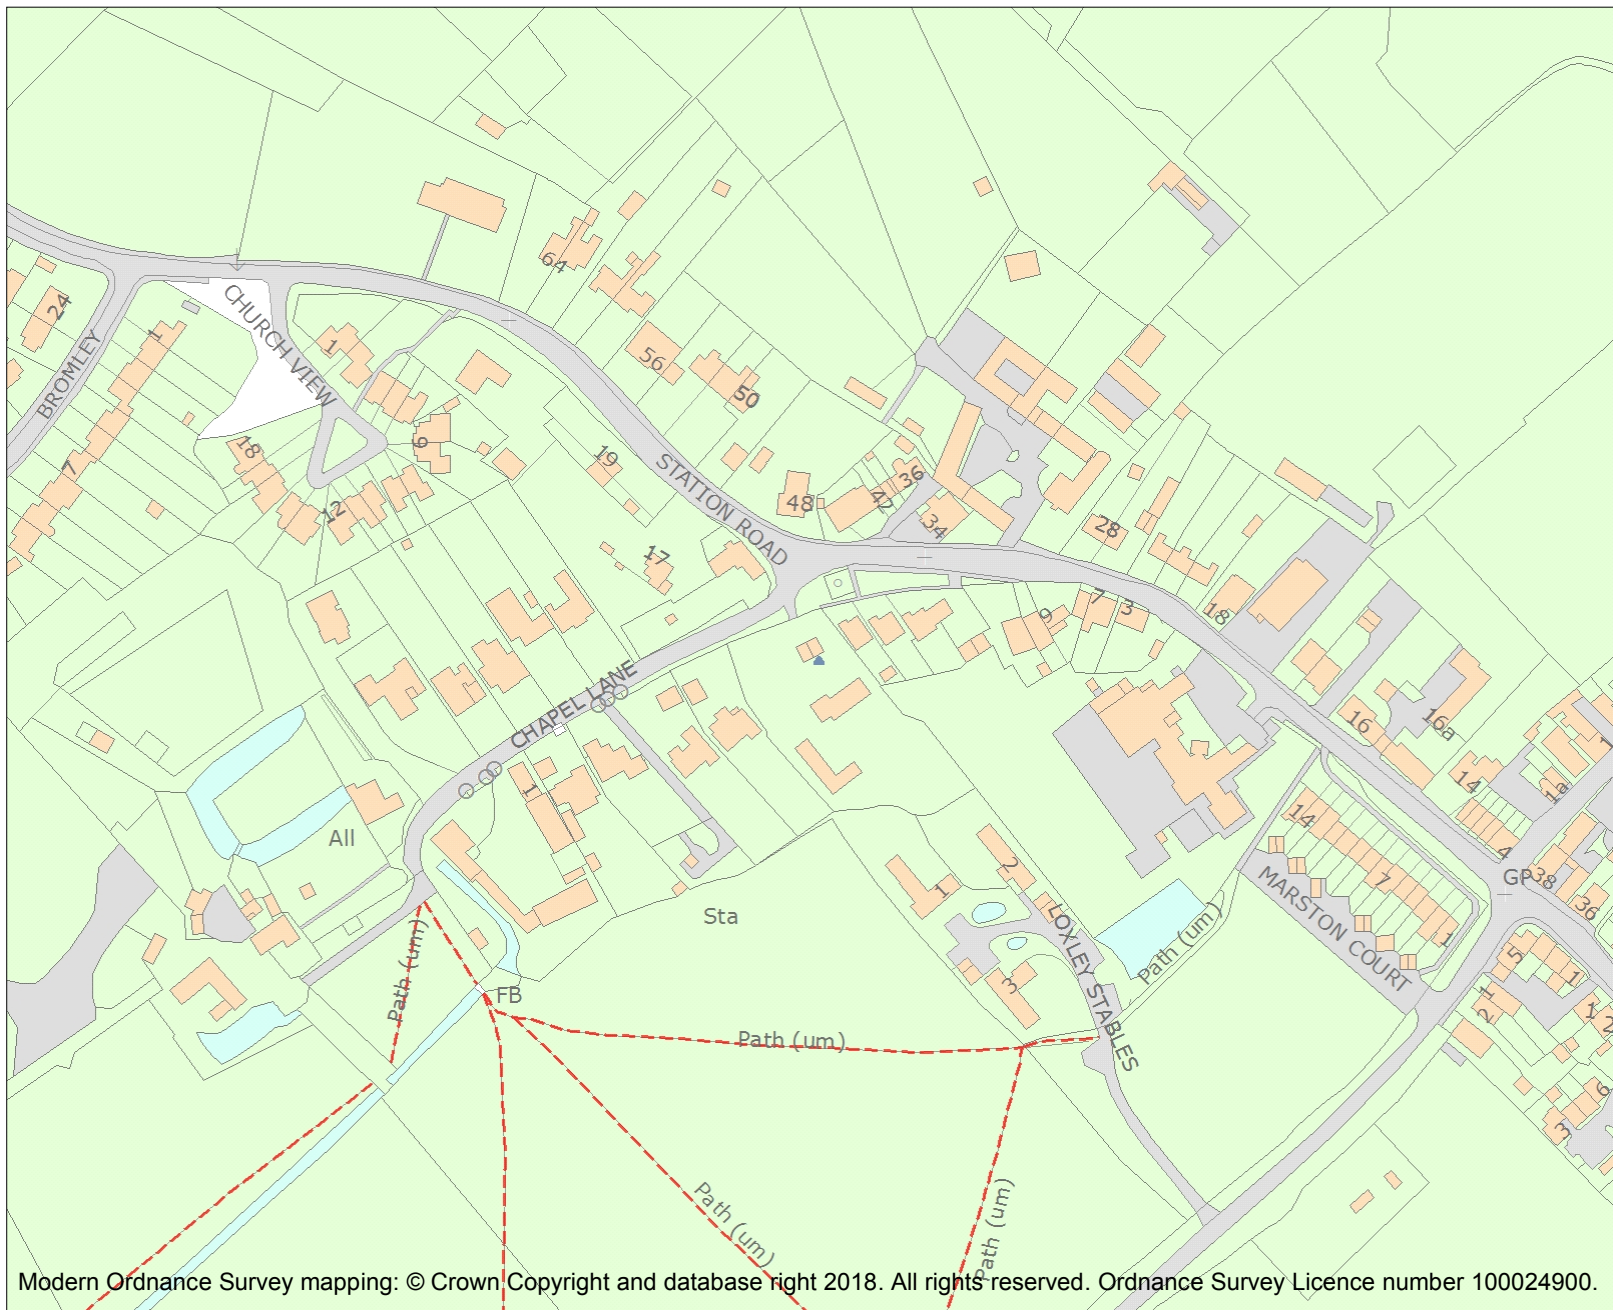 64
24
BROMLEY
1
7
CHURCH VIEW
1
56
50
9
18
12
1
19
STATION ROAD
48
42
36
34
28
17
18
7
3
9
16
16a
14
1a
1
4
GP
38
36
CHAPEL LANE
1
All
Sta
14
7
1
MARSTON COURT
2
1
LOXLEY STABLES
3
Path (um)
Path (um)
FB
Path (um)
Path (um)
Path (um)
5
1
1
2
1
2
6
3
Modern Ordnance Survey mapping: © Crown Copyright and database right 2018. All rights reserved. Ordnance Survey Licence number 100024900.